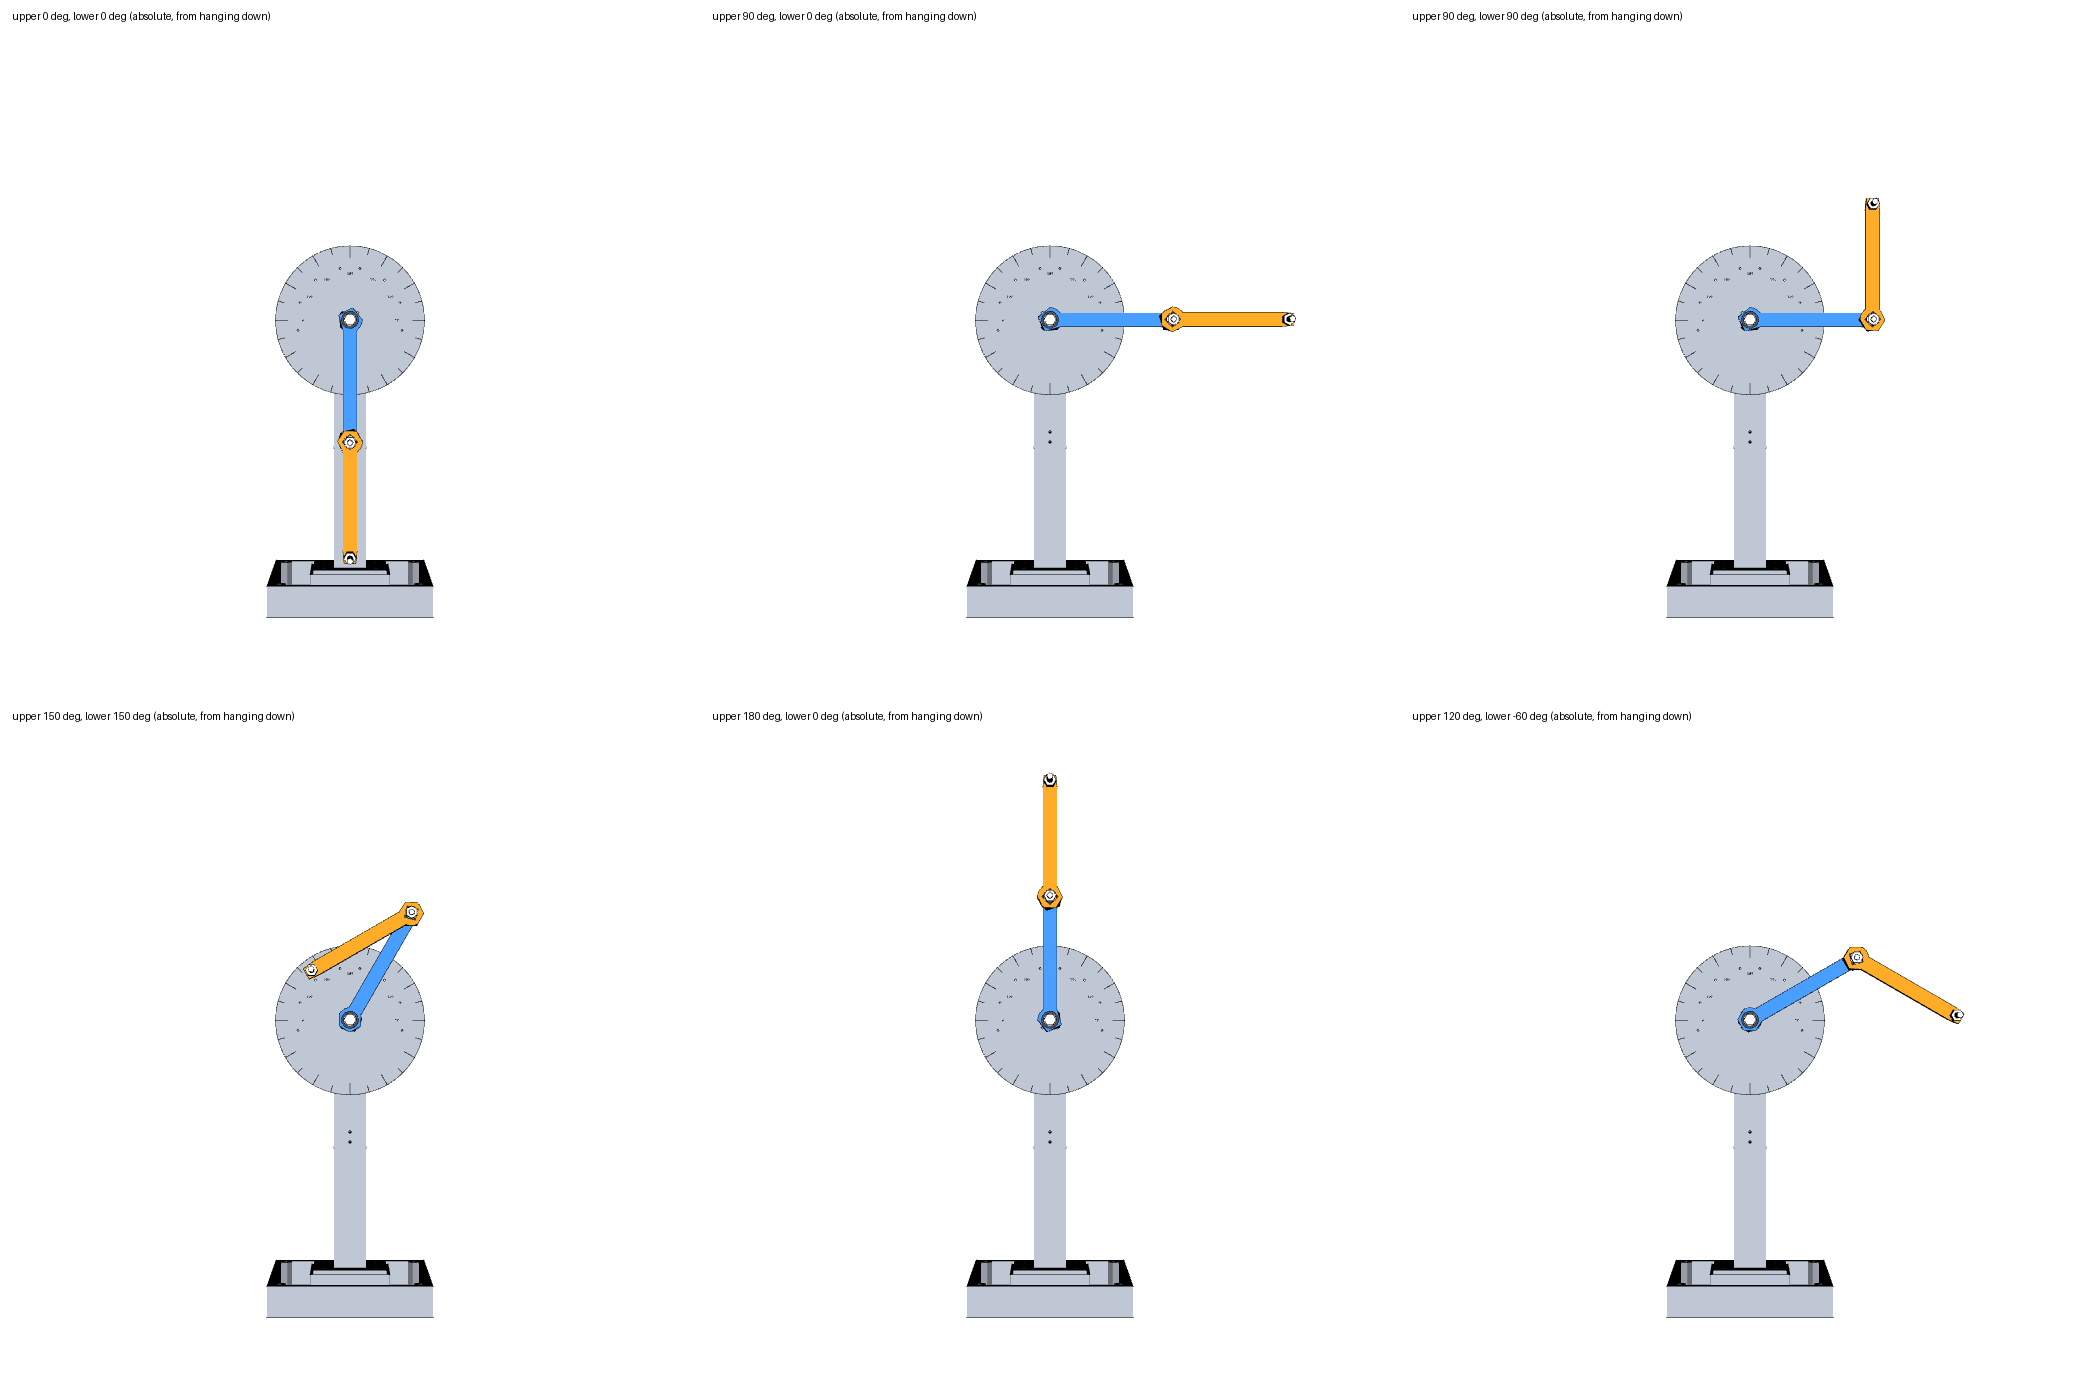 upper 0 deg, lower 0 deg (absolute, from hanging down)
upper 90 deg, lower 0 deg (absolute, from hanging down)
upper 90 deg, lower 90 deg (absolute, from hanging down)
upper 150 deg, lower 150 deg (absolute, from hanging down)
upper 180 deg, lower 0 deg (absolute, from hanging down)
upper 120 deg, lower -60 deg (absolute, from hanging down)